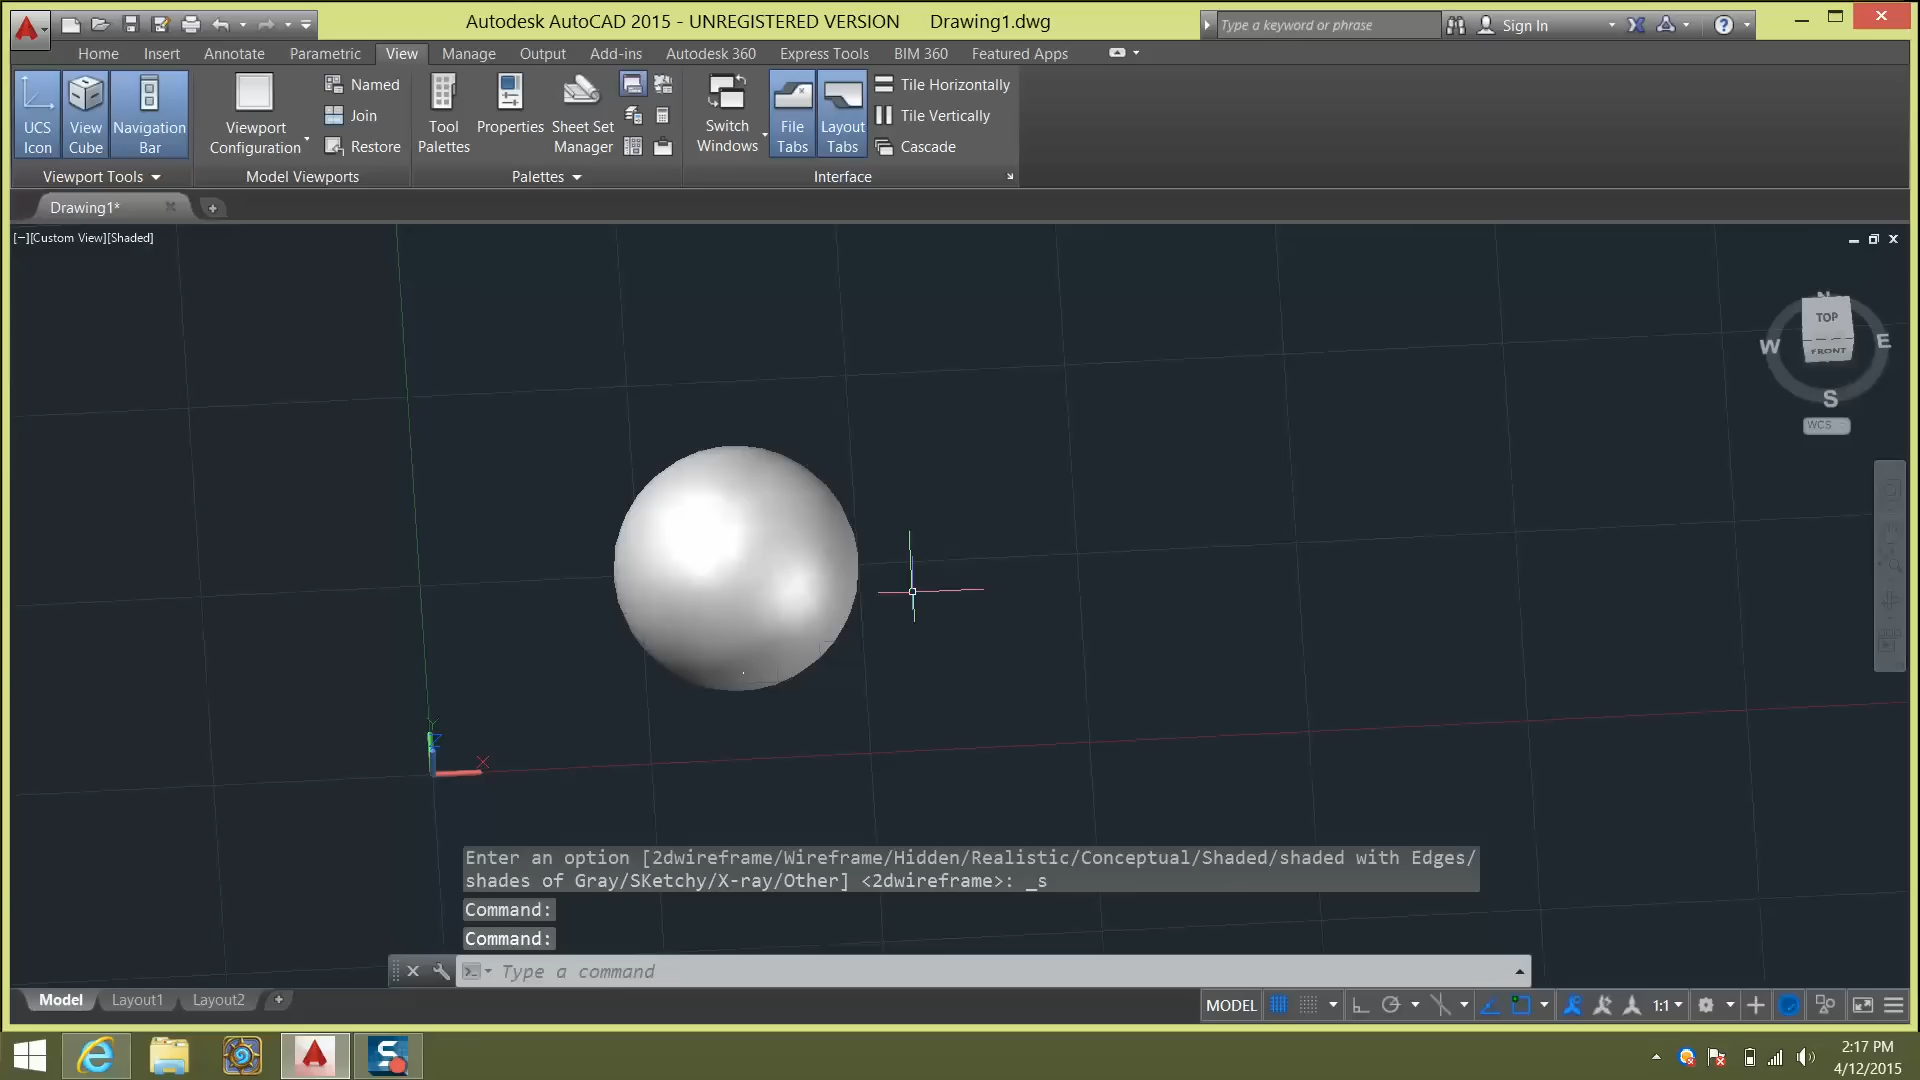 Autodesk AutoCAD 2015 - UNREGISTERED VERSION Drawing1.dwg
Type a keyword or phrase
Sign In
Home Insert Annotate Parametric View Manage Output Add-ins Autodesk 360 Express Tools BIM 360 Featured Apps
UCS Icon
View Cube
Navigation Bar
Viewport Configuration
Named
Join
Restore
Tool Palettes
Properties
Sheet Set Manager
Switch Windows
File Tabs
Layout Tabs
Tile Horizontally
Tile Vertically
Cascade
Viewport Tools Model Viewports Palettes Interface
Drawing1*
[−][Custom View][Shaded]
N
TOP
FRONT
W
E
S
WCS
Y
Z
X
Enter an option [2dwireframe/Wireframe/Hidden/Realistic/Conceptual/Shaded/shaded with Edges/
shades of Gray/SKetchy/X-ray/Other] <2dwireframe>: _s
Command:
Command:
Type a command
Model Layout1 Layout2
MODEL 1:1
2:17 PM
4/12/2015